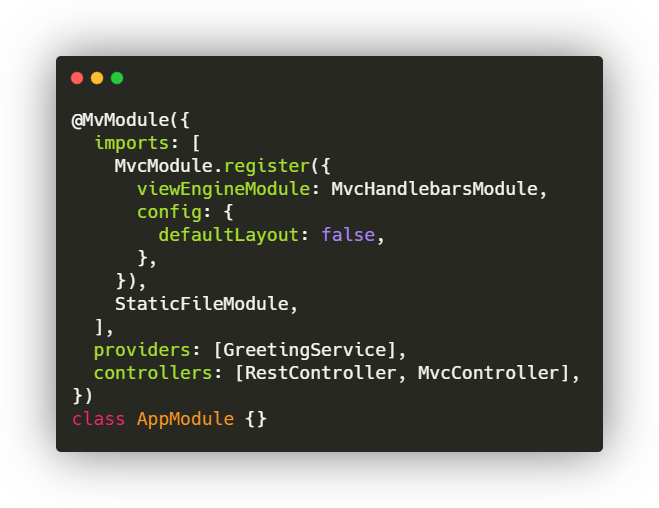 @MvModule({
  imports: [
    MvcModule.register({
      viewEngineModule: MvcHandlebarsModule,
      config: {
        defaultLayout: false,
      },
    }),
    StaticFileModule,
  ],
  providers: [GreetingService],
  controllers: [RestController, MvcController],
})
class AppModule {}